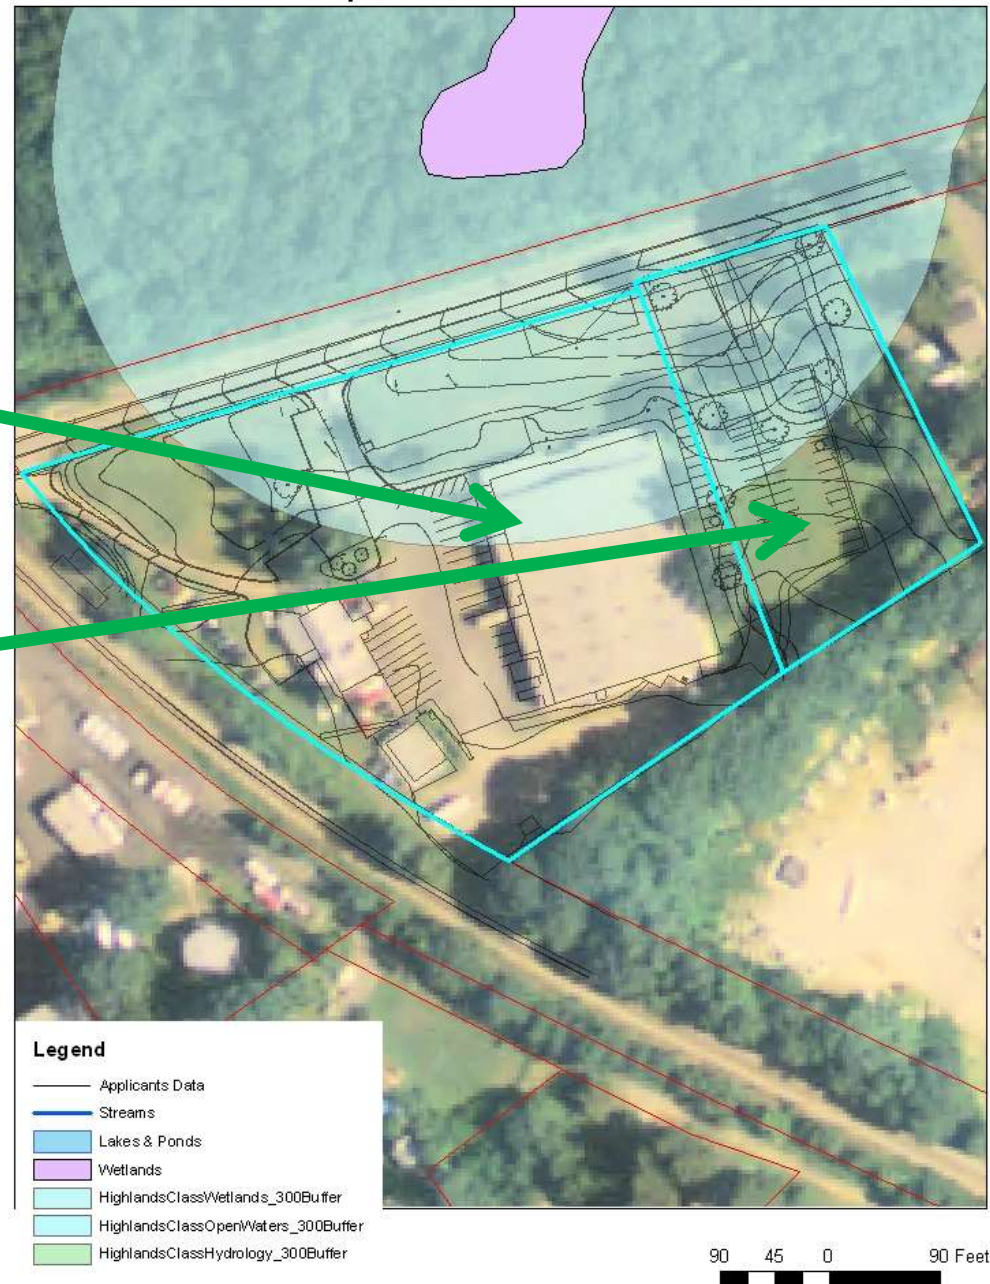 Legend
Applicants Data
Streams
Lakes & Ponds
Wetlands
HighlandsClassWetlands_300Buffer
HighlandsClassOpenWaters_300Buffer
HighlandsClassHydrology_300Buffer
90 45 0 90 Feet